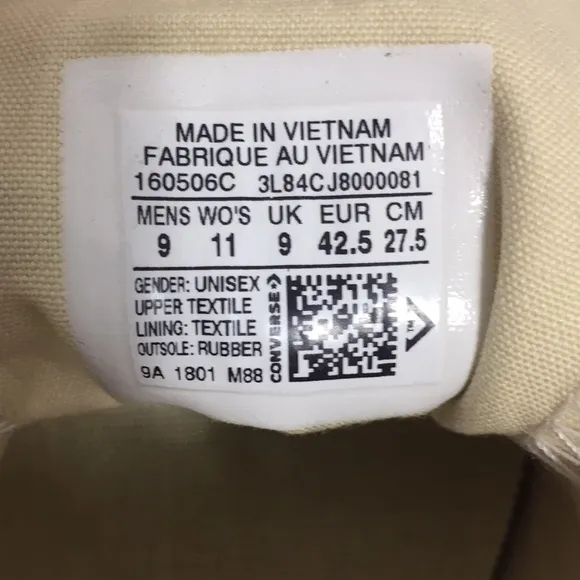 MADE IN VIETNAM
FABRIQUE AU VIETNAM
160506C 3L84CJ8000081
MENS WO'S UK EUR CM
9 11 9 42.5 27.5
GENDER: UNISEX
UPPER TEXTILE
LINING: TEXTILE
OUTSOLE: RUBBER
9A 1801 M88
CONVERSE
TM